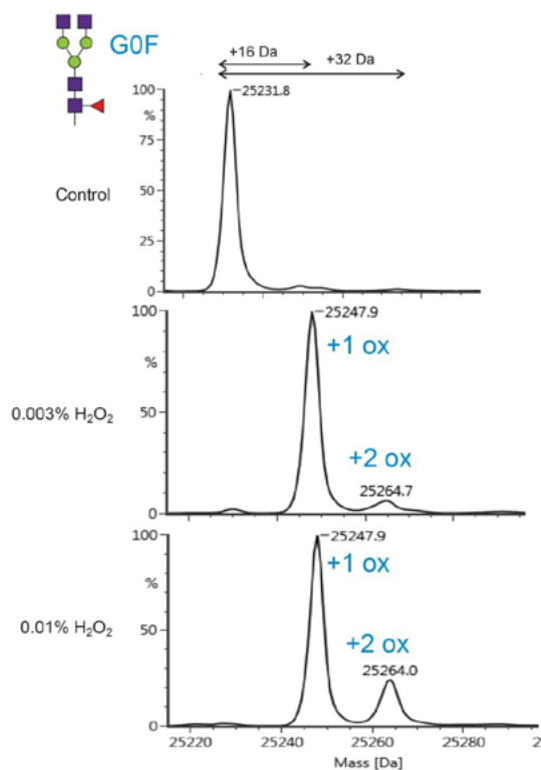 G0F
+16 Da
+32 Da
Control
100
%
75
50
25
0
25231.8
0.003% H₂O₂
100
%
50
0
25247.9
+1 ox
+2 ox
25264.7
0.01% H₂O₂
100
%
50
0
25247.9
+1 ox
+2 ox
25264.0
25220 25240 25260 25280 2
Mass [Da]